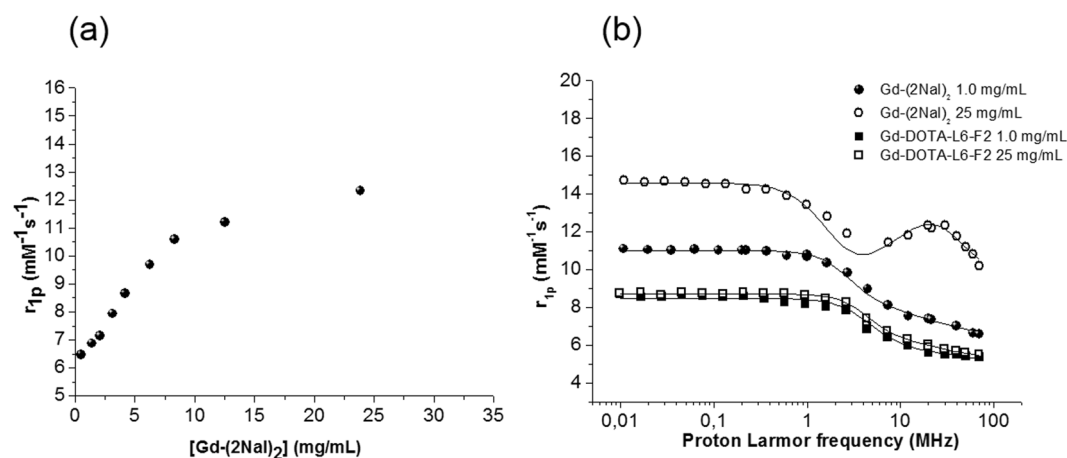 (a)
16
15
14
13
12
11
10
9
8
7
6
5
r1p (mM-1s-1)
0 5 10 15 20 25 30 35
[Gd-(2Nal)2] (mg/mL)
(b)
20
18
16
14
12
10
8
6
4
r1p (mM-1s-1)
Gd-(2Nal)2 1.0 mg/mL
Gd-(2Nal)2 25 mg/mL
Gd-DOTA-L6-F2 1.0 mg/mL
Gd-DOTA-L6-F2 25 mg/mL
0,01 0,1 1 10 100
Proton Larmor frequency (MHz)